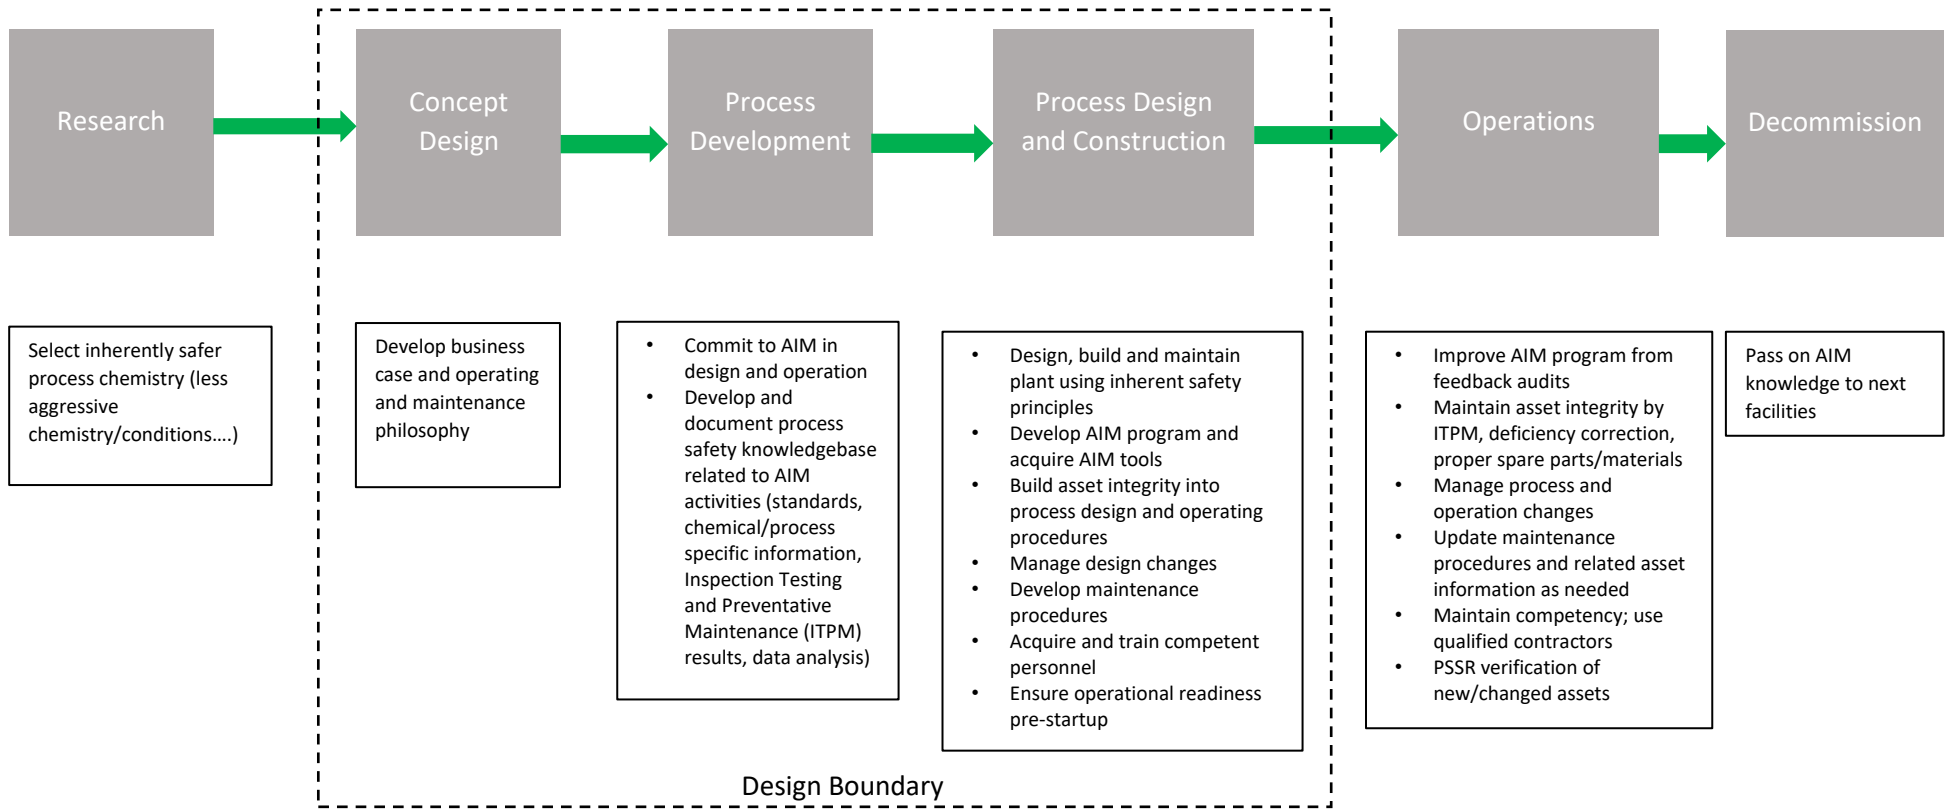 Research
Concept
Design
Process
Development
Process Design
and Construction
Operations
Decommission
Select inherently safer
process chemistry (less
aggressive
chemistry/conditions....)
Develop business
case and operating
and maintenance
philosophy
• Commit to AIM in
design and operation
• Develop and
document process
safety knowledgebase
related to AIM
activities (standards,
chemical/process
specific information,
Inspection Testing
and Preventative
Maintenance (ITPM)
results, data analysis)
• Design, build and maintain
plant using inherent safety
principles
• Develop AIM program and
acquire AIM tools
• Build asset integrity into
process design and operating
procedures
• Manage design changes
• Develop maintenance
procedures
• Acquire and train competent
personnel
• Ensure operational readiness
pre-startup
• Improve AIM program from
feedback audits
• Maintain asset integrity by
ITPM, deficiency correction,
proper spare parts/materials
• Manage process and
operation changes
• Update maintenance
procedures and related asset
information as needed
• Maintain competency; use
qualified contractors
• PSSR verification of
new/changed assets
Pass on AIM
knowledge to next
facilities
Design Boundary